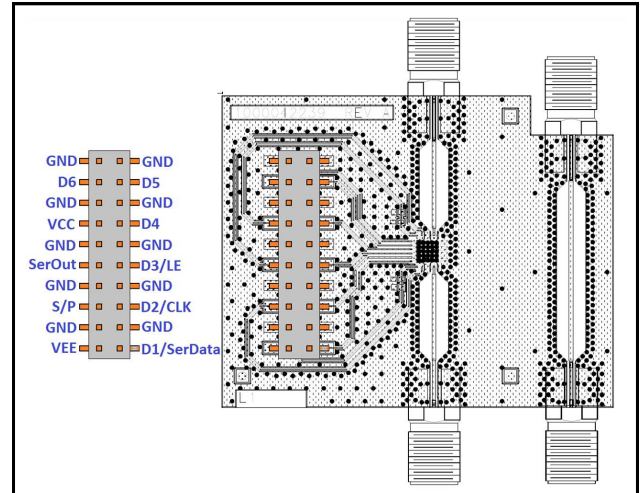 GND GND
D6 D5
GND GND
VCC D4
GND GND
SerOut D3/LE
GND GND
S/P D2/CLK
GND GND
VEE D1/SerData